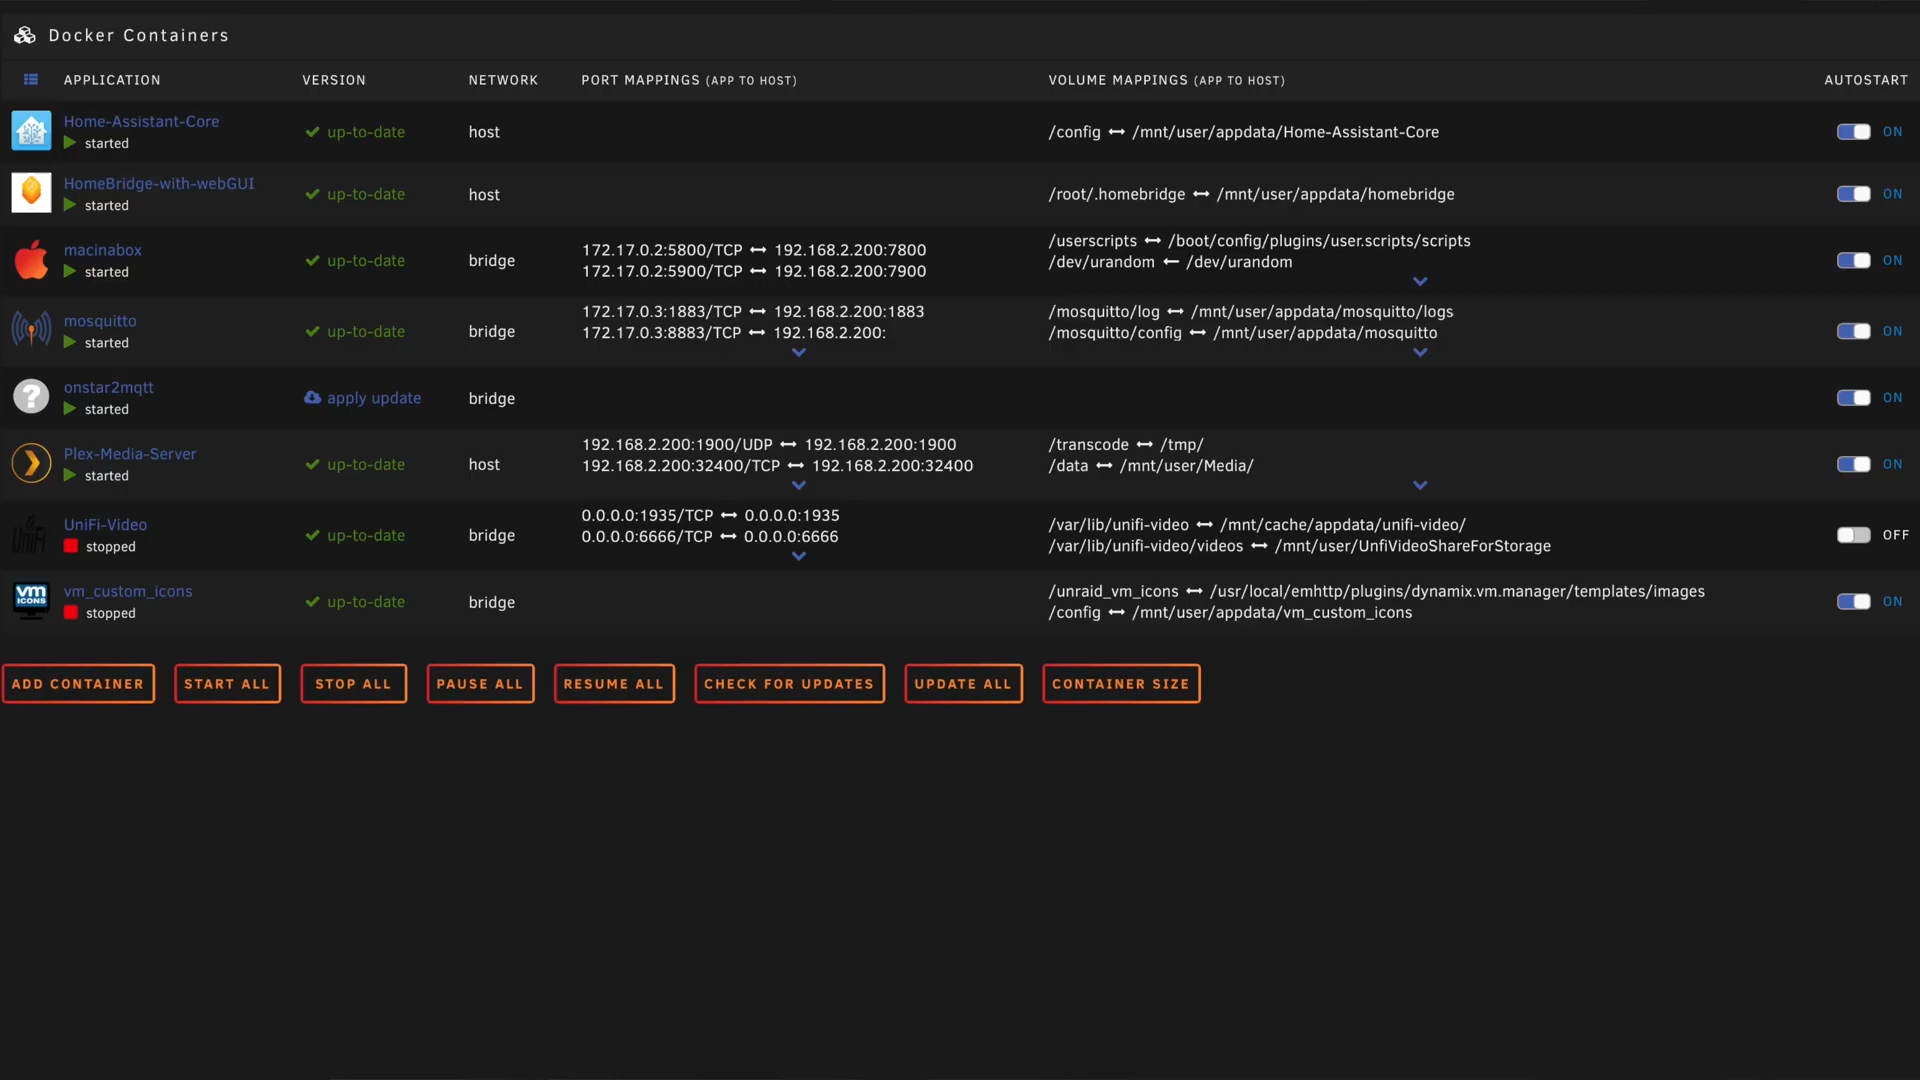 Docker Containers
APPLICATION VERSION NETWORK PORT MAPPINGS (APP TO HOST) VOLUME MAPPINGS (APP TO HOST) AUTOSTART
Home-Assistant-Core
started
up-to-date
host
/config ↔ /mnt/user/appdata/Home-Assistant-Core
ON
HomeBridge-with-webGUI
started
up-to-date
host
/root/.homebridge ↔ /mnt/user/appdata/homebridge
ON
macinabox
started
up-to-date
bridge
172.17.0.2:5800/TCP ↔ 192.168.2.200:7800
172.17.0.2:5900/TCP ↔ 192.168.2.200:7900
/userscripts ↔ /boot/config/plugins/user.scripts/scripts
/dev/urandom ← /dev/urandom
ON
mosquitto
started
up-to-date
bridge
172.17.0.3:1883/TCP ↔ 192.168.2.200:1883
172.17.0.3:8883/TCP ↔ 192.168.2.200:
/mosquitto/log ↔ /mnt/user/appdata/mosquitto/logs
/mosquitto/config ↔ /mnt/user/appdata/mosquitto
ON
?
onstar2mqtt
started
apply update
bridge
ON
Plex-Media-Server
started
up-to-date
host
192.168.2.200:1900/UDP ↔ 192.168.2.200:1900
192.168.2.200:32400/TCP ↔ 192.168.2.200:32400
/transcode ↔ /tmp/
/data ↔ /mnt/user/Media/
ON
UniFi
UniFi-Video
stopped
up-to-date
bridge
0.0.0.0:1935/TCP ↔ 0.0.0.0:1935
0.0.0.0:6666/TCP ↔ 0.0.0.0:6666
/var/lib/unifi-video ↔ /mnt/cache/appdata/unifi-video/
/var/lib/unifi-video/videos ↔ /mnt/user/UnfiVideoShareForStorage
OFF
vm
ICONS
vm_custom_icons
stopped
up-to-date
bridge
/unraid_vm_icons ↔ /usr/local/emhttp/plugins/dynamix.vm.manager/templates/images
/config ↔ /mnt/user/appdata/vm_custom_icons
ON
ADD CONTAINER START ALL STOP ALL PAUSE ALL RESUME ALL CHECK FOR UPDATES UPDATE ALL CONTAINER SIZE